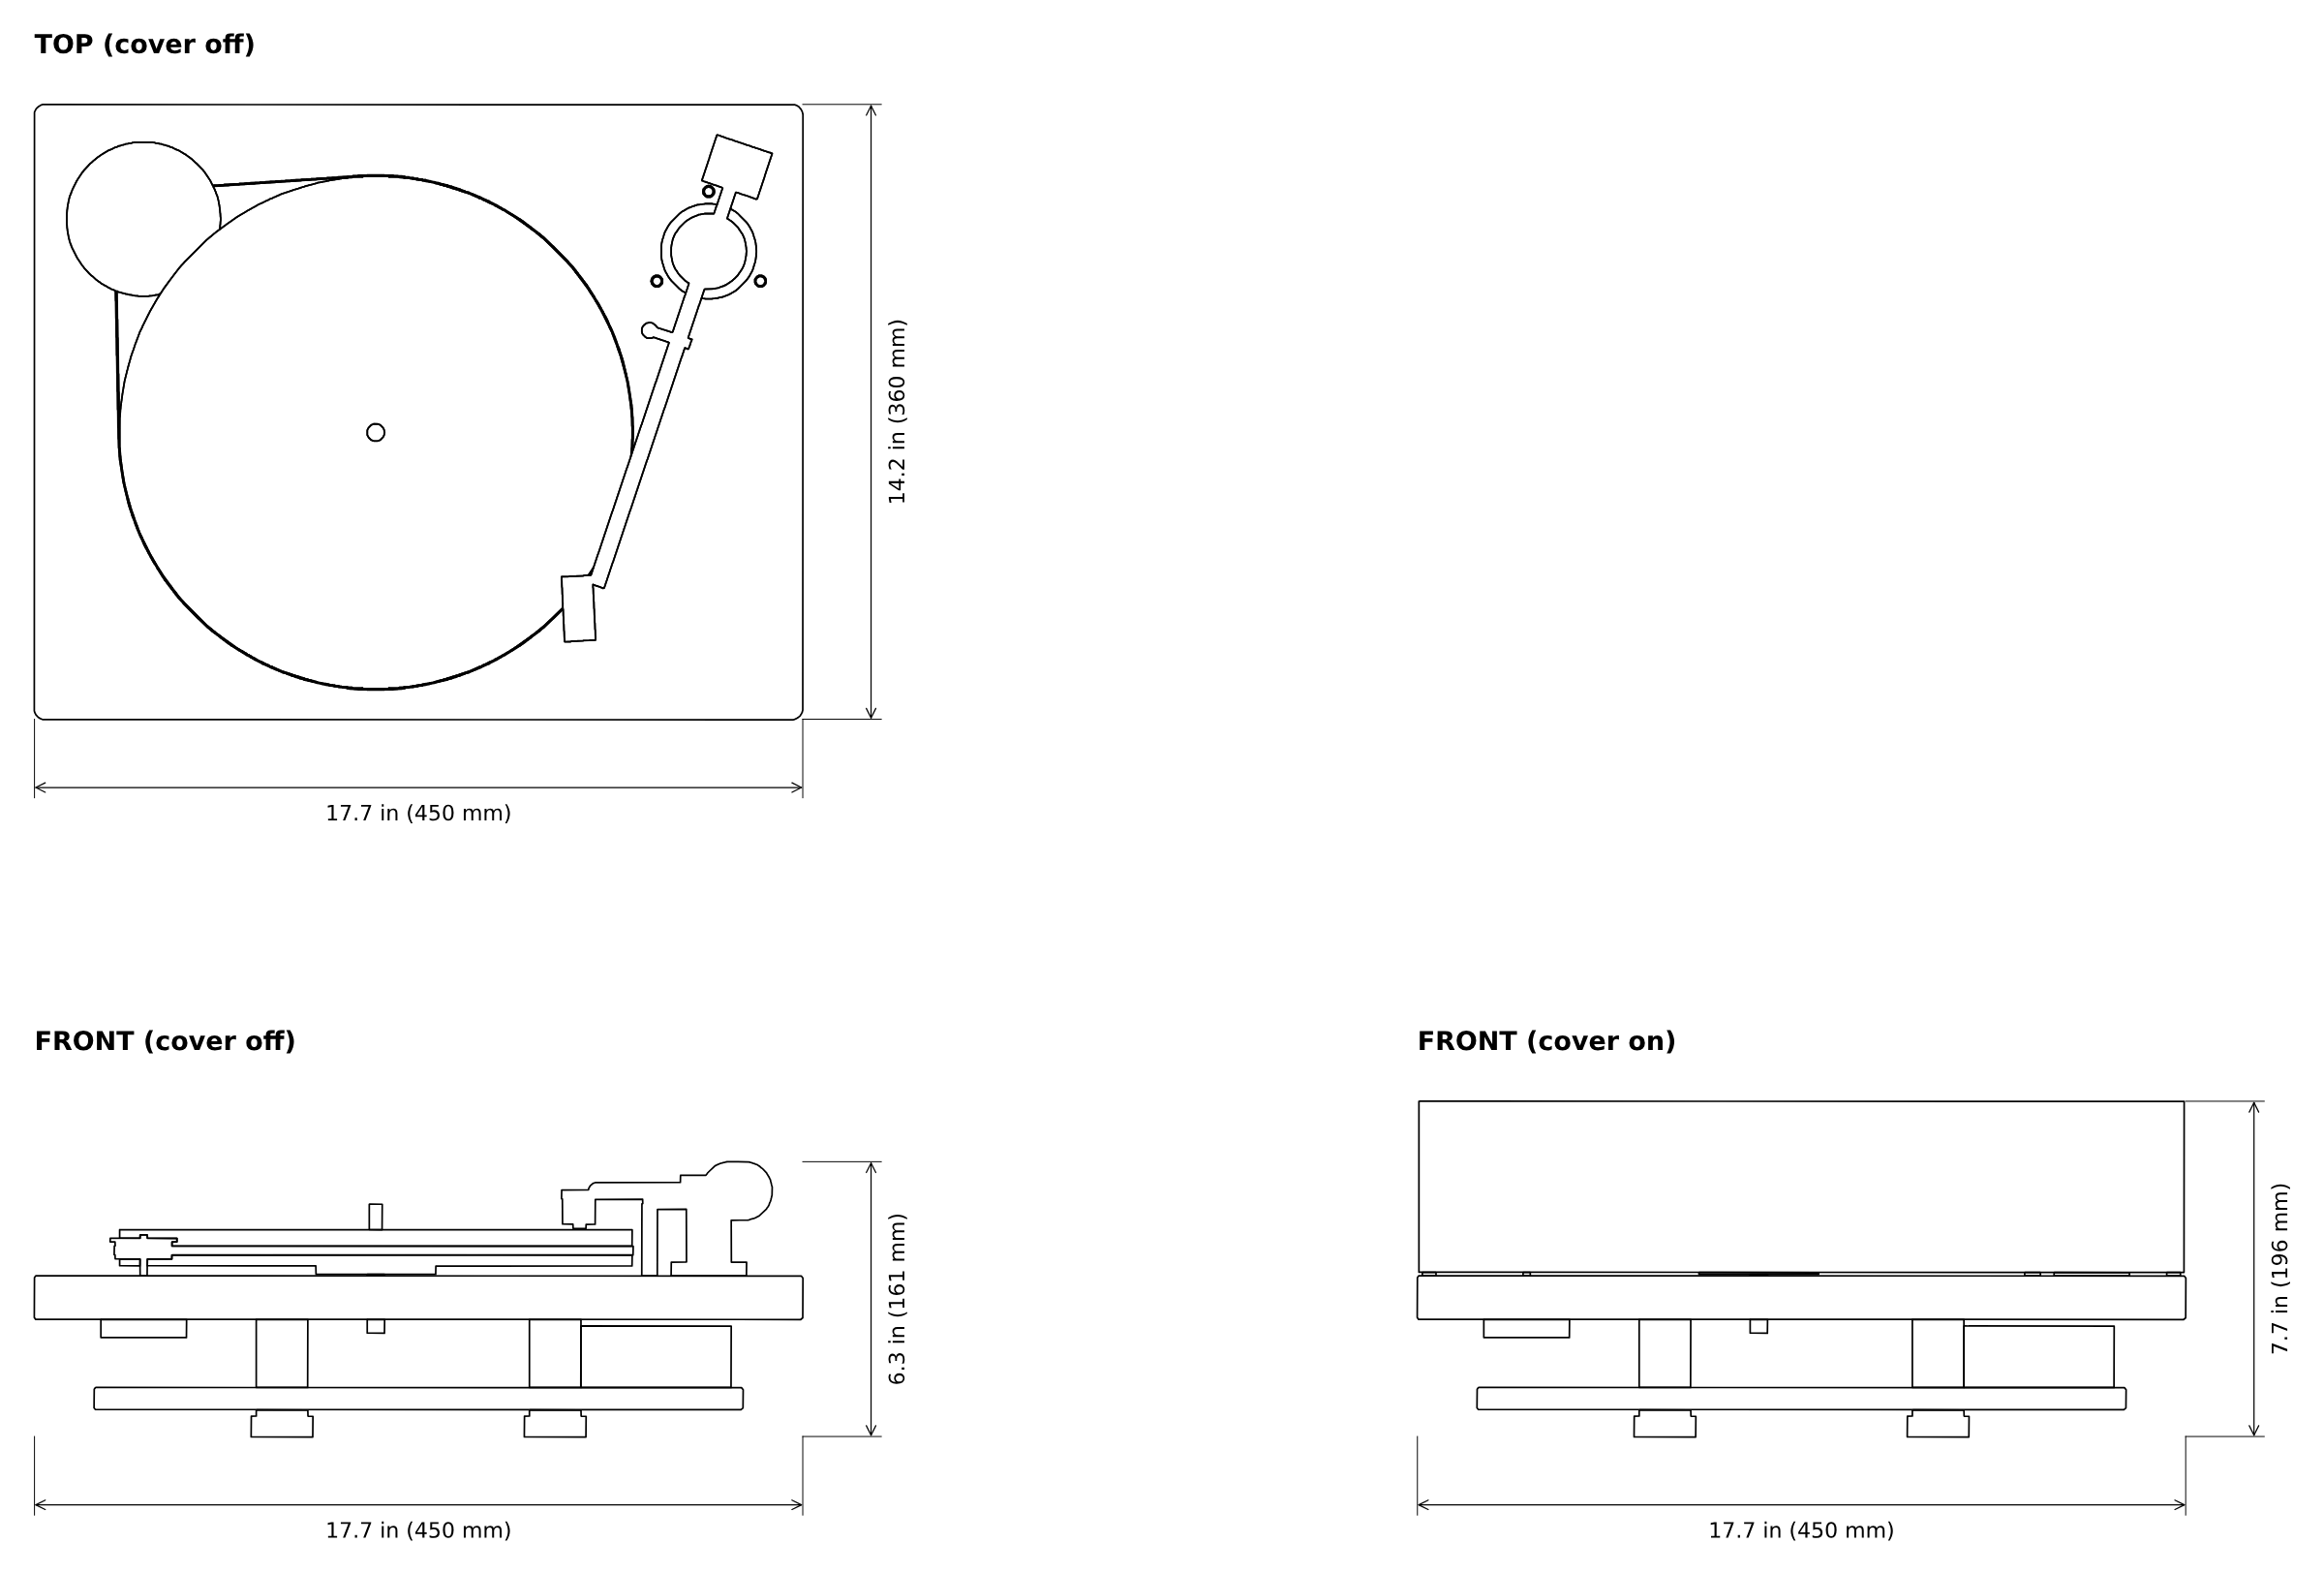 TOP (cover off)
14.2 in (360 mm)
17.7 in (450 mm)
FRONT (cover off)
6.3 in (161 mm)
17.7 in (450 mm)
FRONT (cover on)
7.7 in (196 mm)
17.7 in (450 mm)